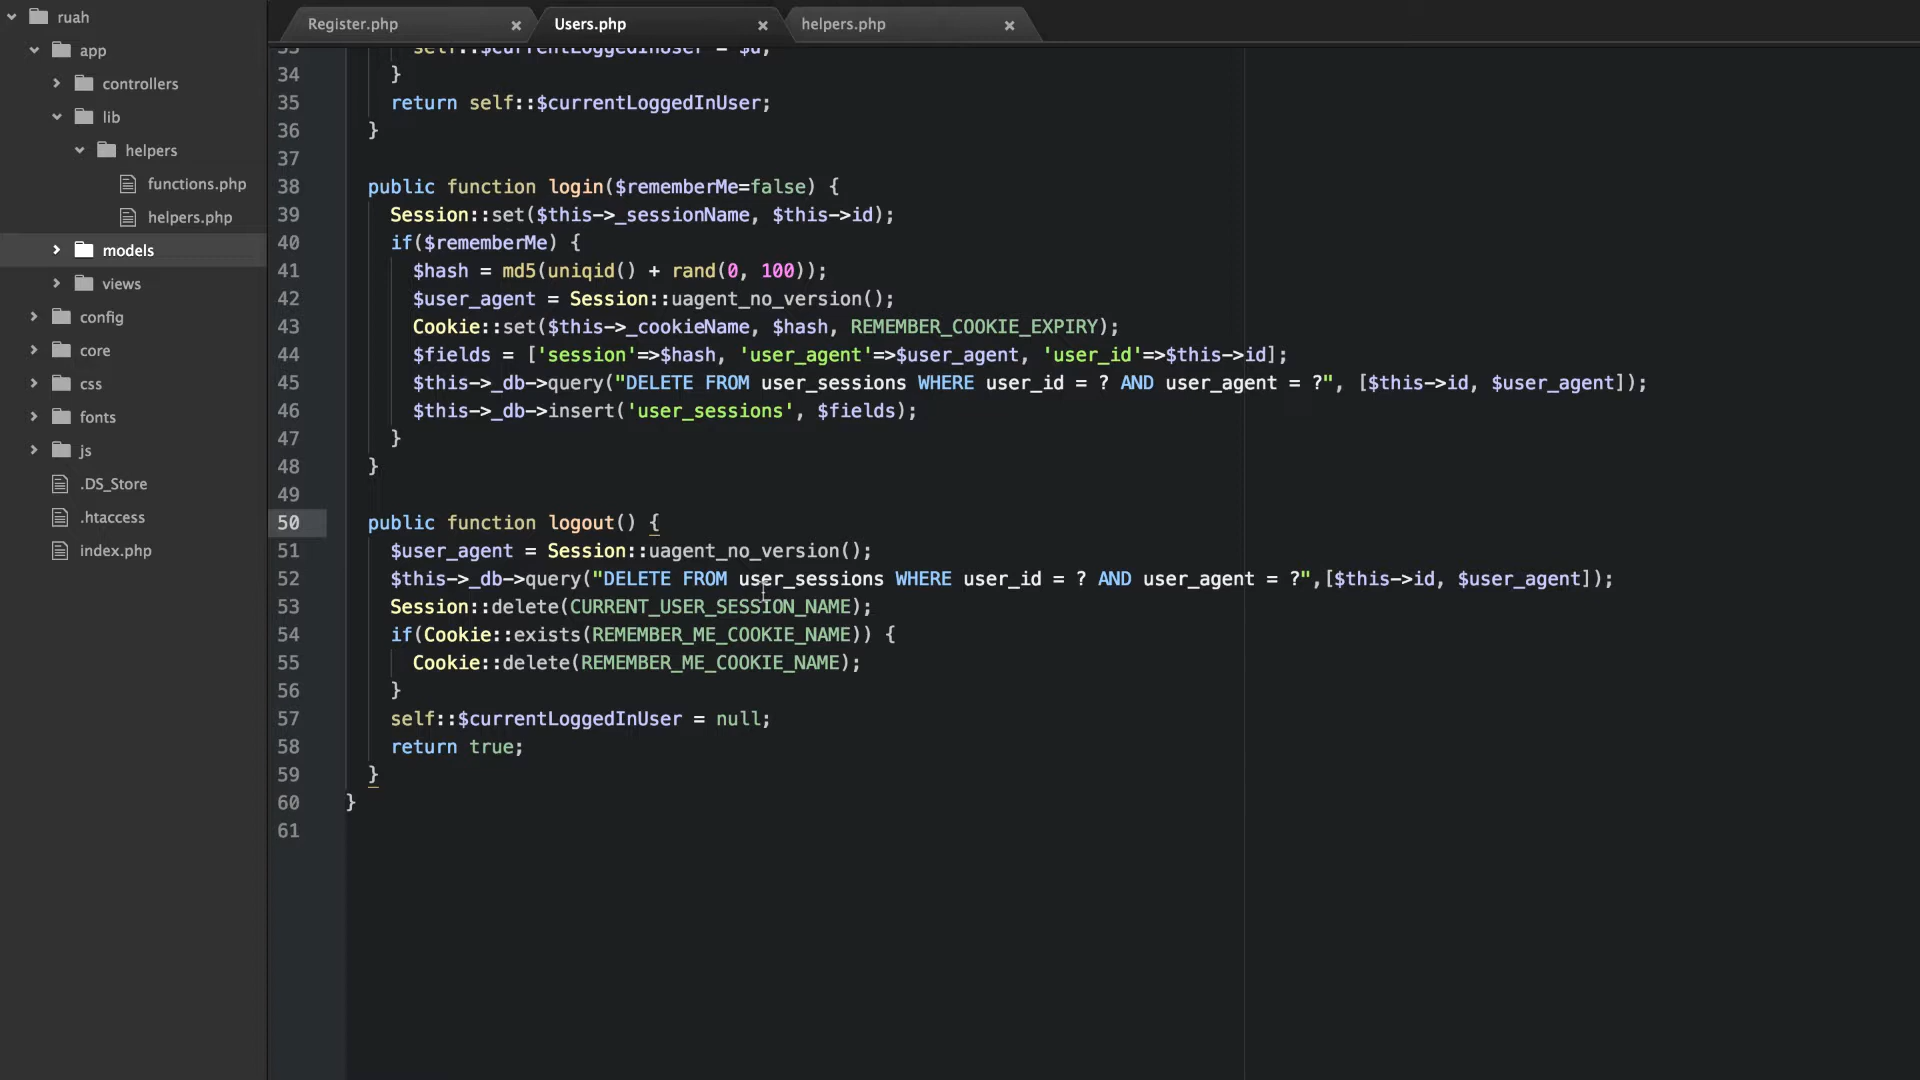 ruah
app
controllers
lib
helpers
functions.php
helpers.php
models
views
config
core
css
fonts
js
.DS_Store
.htaccess
index.php
Register.php
Users.php
helpers.php
33 self::$currentLoggedInUser = $u;
34 }
35 return self::$currentLoggedInUser;
36 }
37
38 public function login($rememberMe=false) {
39 Session::set($this->_sessionName, $this->id);
40 if($rememberMe) {
41 $hash = md5(uniqid() + rand(0, 100));
42 $user_agent = Session::uagent_no_version();
43 Cookie::set($this->_cookieName, $hash, REMEMBER_COOKIE_EXPIRY);
44 $fields = ['session'=>$hash, 'user_agent'=>$user_agent, 'user_id'=>$this->id];
45 $this->_db->query("DELETE FROM user_sessions WHERE user_id = ? AND user_agent = ?", [$this->id, $user_agent]);
46 $this->_db->insert('user_sessions', $fields);
47 }
48 }
49
50 public function logout() {
51 $user_agent = Session::uagent_no_version();
52 $this->_db->query("DELETE FROM user_sessions WHERE user_id = ? AND user_agent = ?",[$this->id, $user_agent]);
53 Session::delete(CURRENT_USER_SESSION_NAME);
54 if(Cookie::exists(REMEMBER_ME_COOKIE_NAME)) {
55 Cookie::delete(REMEMBER_ME_COOKIE_NAME);
56 }
57 self::$currentLoggedInUser = null;
58 return true;
59 }
60 }
61